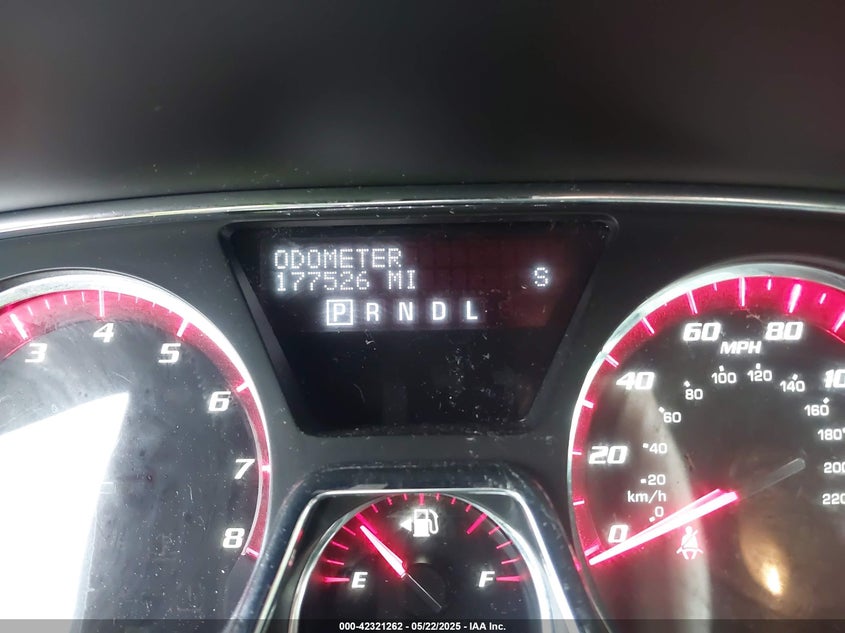 ODOMETER
177526 MI S
P R N D L
3 4 5 6 7 8
0 20 40 60 80 10
MPH
0 20 40 60 80 100 120 140 160 180 200 220
km/h
E F
000-42321262 - 05/22/2025 - IAA Inc.